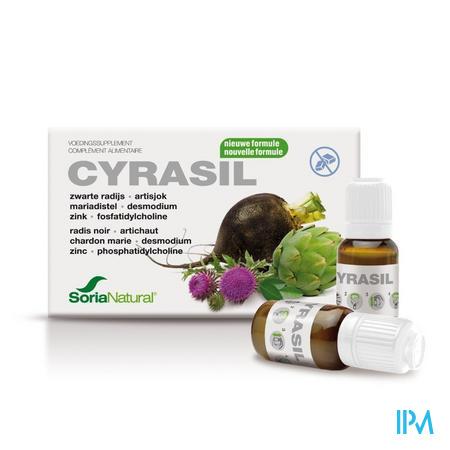 nieuwe formule
nouvelle formule
VOEDINGSSUPPLEMENT
COMPLÉMENT ALIMENTAIRE
CYRASIL
zwarte radijs • artisjok
mariadistel • desmodium
zink • fosfatidylcholine
radis noir • artichaut
chardon marie • desmodium
zinc • phosphatidylcholine
SoriaNatural®
YRASIL
YRASIL
IPM